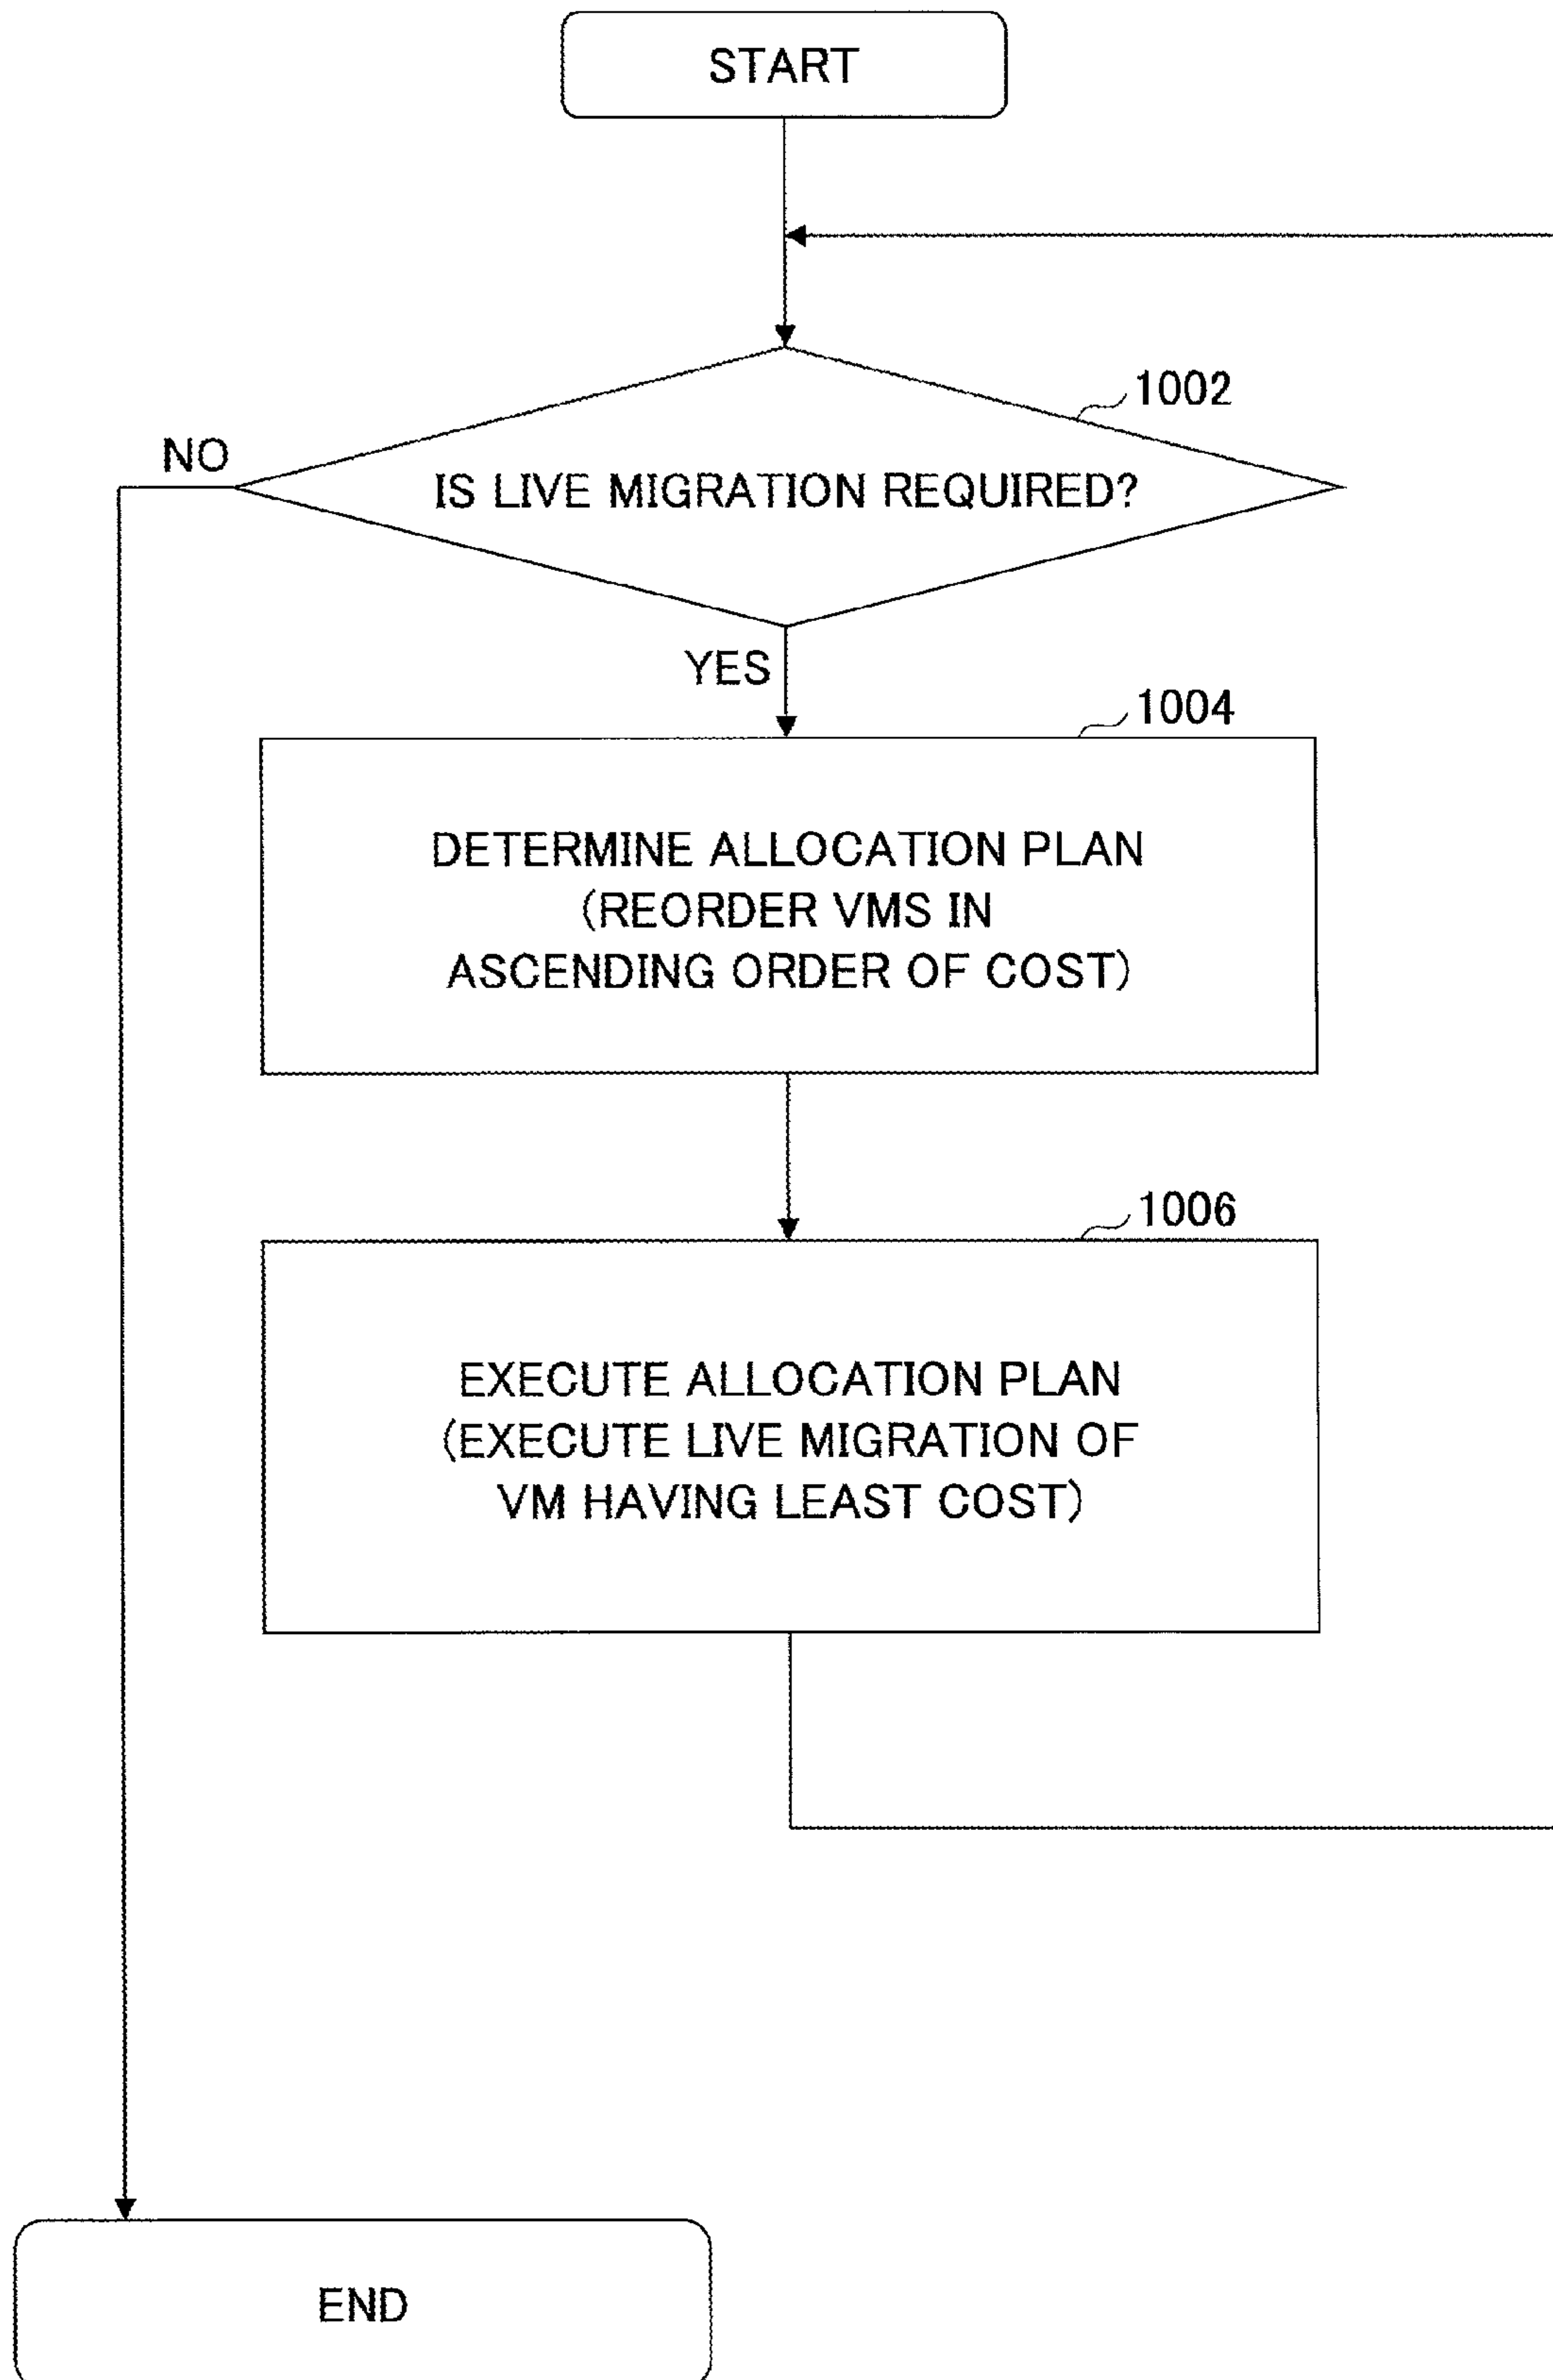 START
1002
NO
IS LIVE MIGRATION REQUIRED?
YES
1004
DETERMINE ALLOCATION PLAN
(REORDER VMS IN
ASCENDING ORDER OF COST)
1006
EXECUTE ALLOCATION PLAN
(EXECUTE LIVE MIGRATION OF
VM HAVING LEAST COST)
END